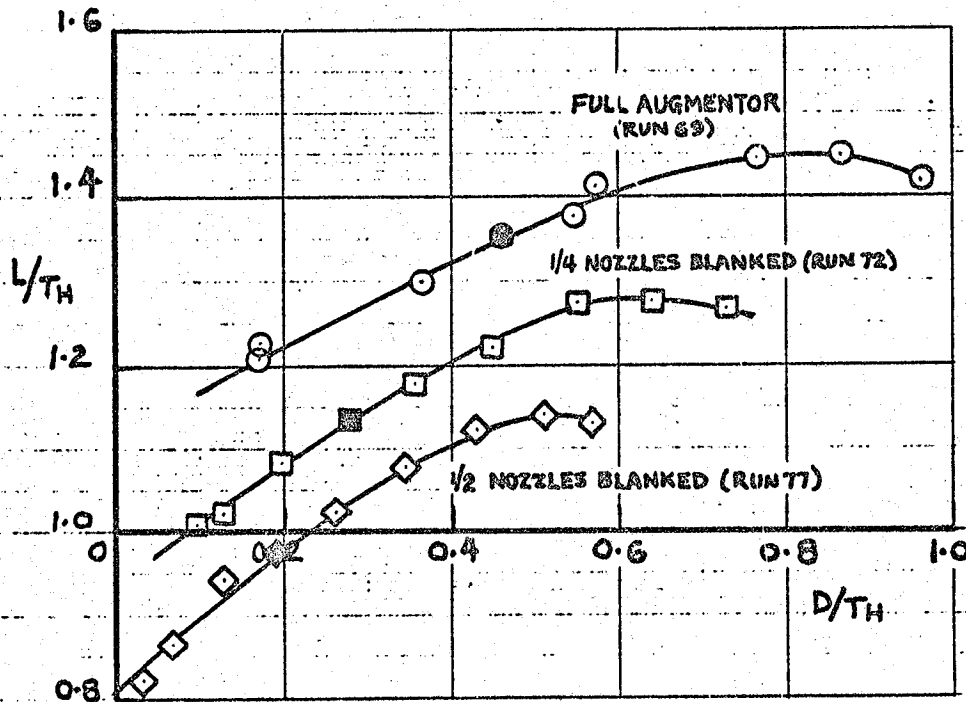 1.6
FULL AUGMENTOR
(RUN 69)
1.4
1/4 NOZZLES BLANKED (RUN 72)
L/TH
1.2
1/2 NOZZLES BLANKED (RUN 77)
1.0
0 0.2 0.4 0.6 0.8 1.0
D/TH
0.8